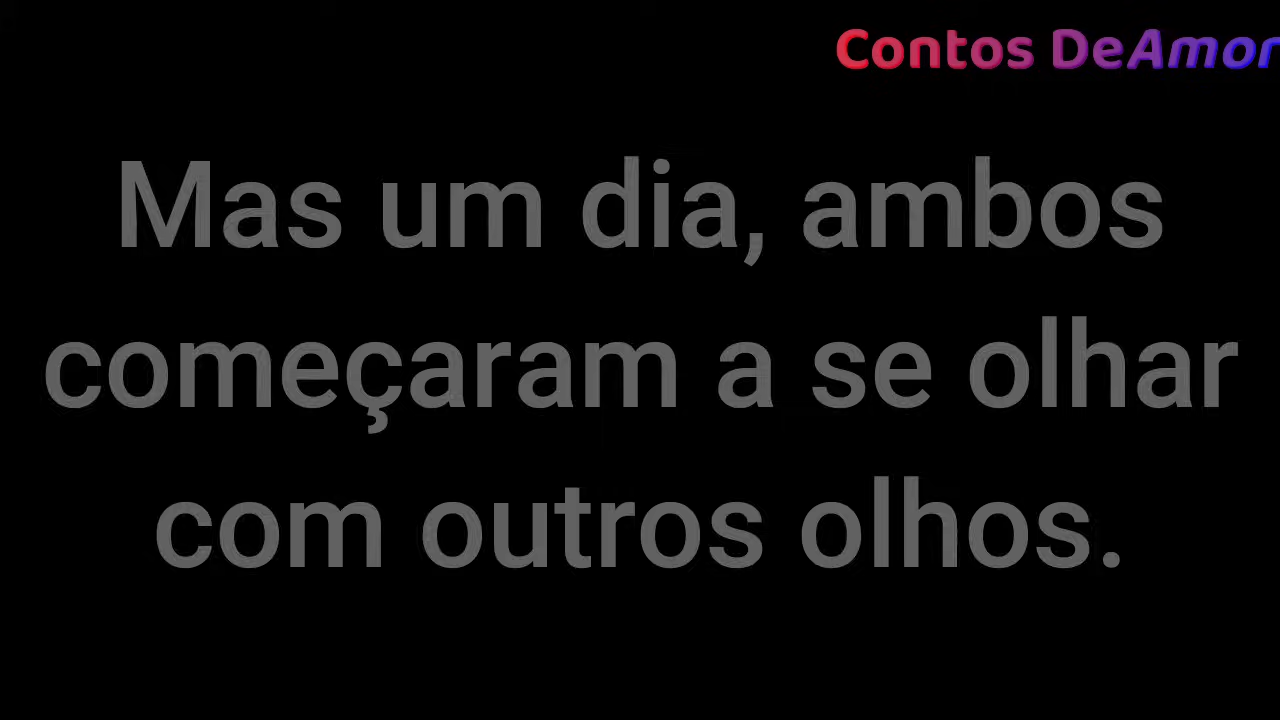 Contos DeAmor
Mas um dia, ambos
começaram a se olhar
com outros olhos.